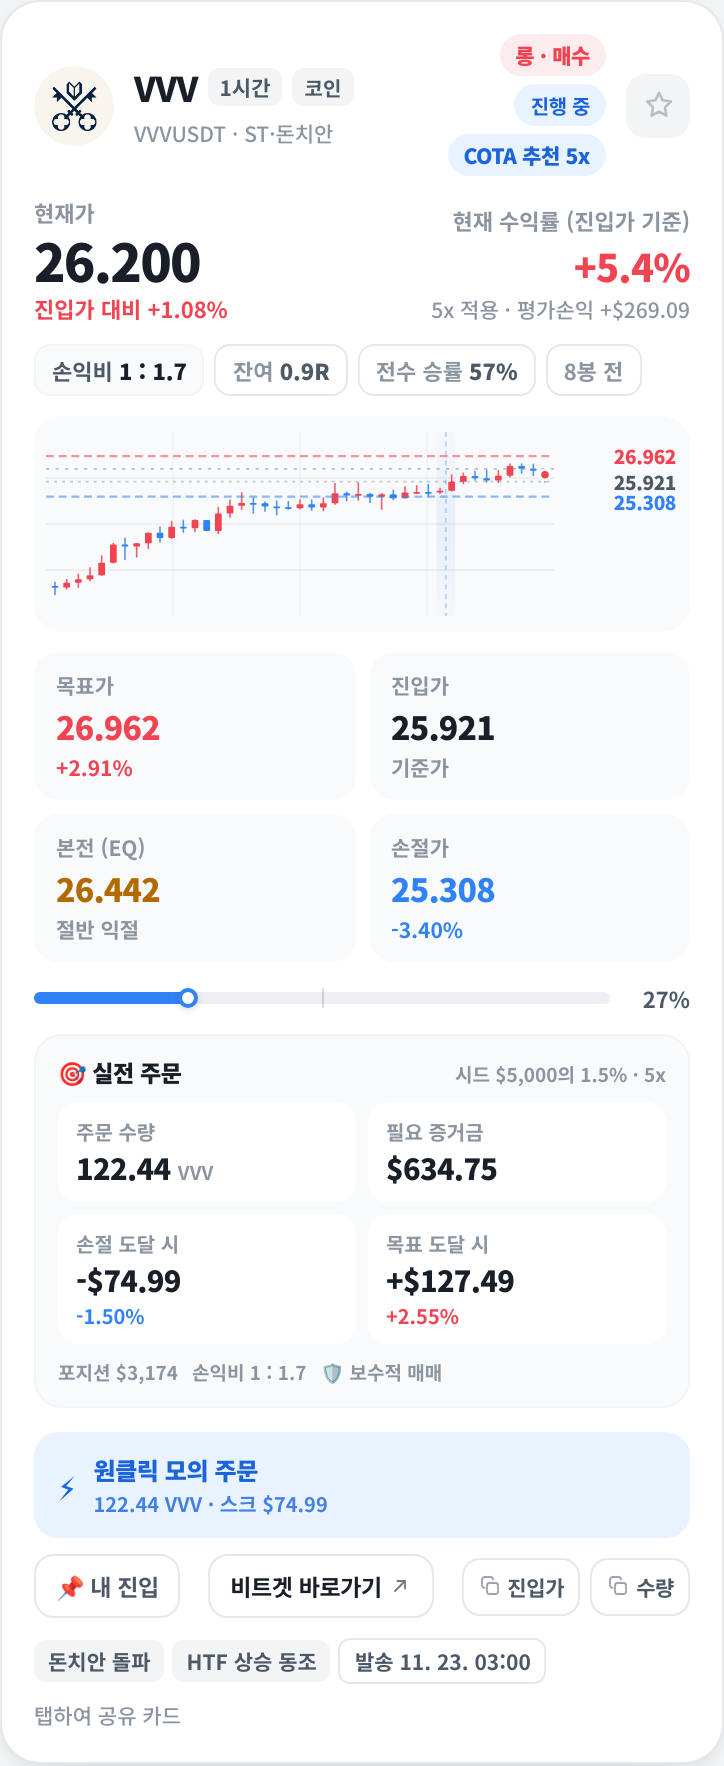 VVV 1시간 코인
VVVUSDT · ST·돈치안
롱 · 매수
진행 중
COTA 추천 5x
현재가
26.200
진입가 대비 +1.08%
현재 수익률 (진입가 기준)
+5.4%
5x 적용 · 평가손익 +$269.09
손익비 1 : 1.7 잔여 0.9R 전수 승률 57% 8봉 전
26.962
25.921
25.308
목표가
26.962
+2.91%
진입가
25.921
기준가
본전 (EQ)
26.442
절반 익절
손절가
25.308
-3.40%
27%
🎯 실전 주문
시드 $5,000의 1.5% · 5x
주문 수량
122.44 VVV
필요 증거금
$634.75
손절 도달 시
-$74.99
-1.50%
목표 도달 시
+$127.49
+2.55%
포지션 $3,174 손익비 1 : 1.7 🛡️ 보수적 매매
⚡ 원클릭 모의 주문
122.44 VVV · 스크 $74.99
📌 내 진입 비트겟 바로가기 ↗ 진입가 수량
돈치안 돌파 HTF 상승 동조 발송 11. 23. 03:00
탭하여 공유 카드